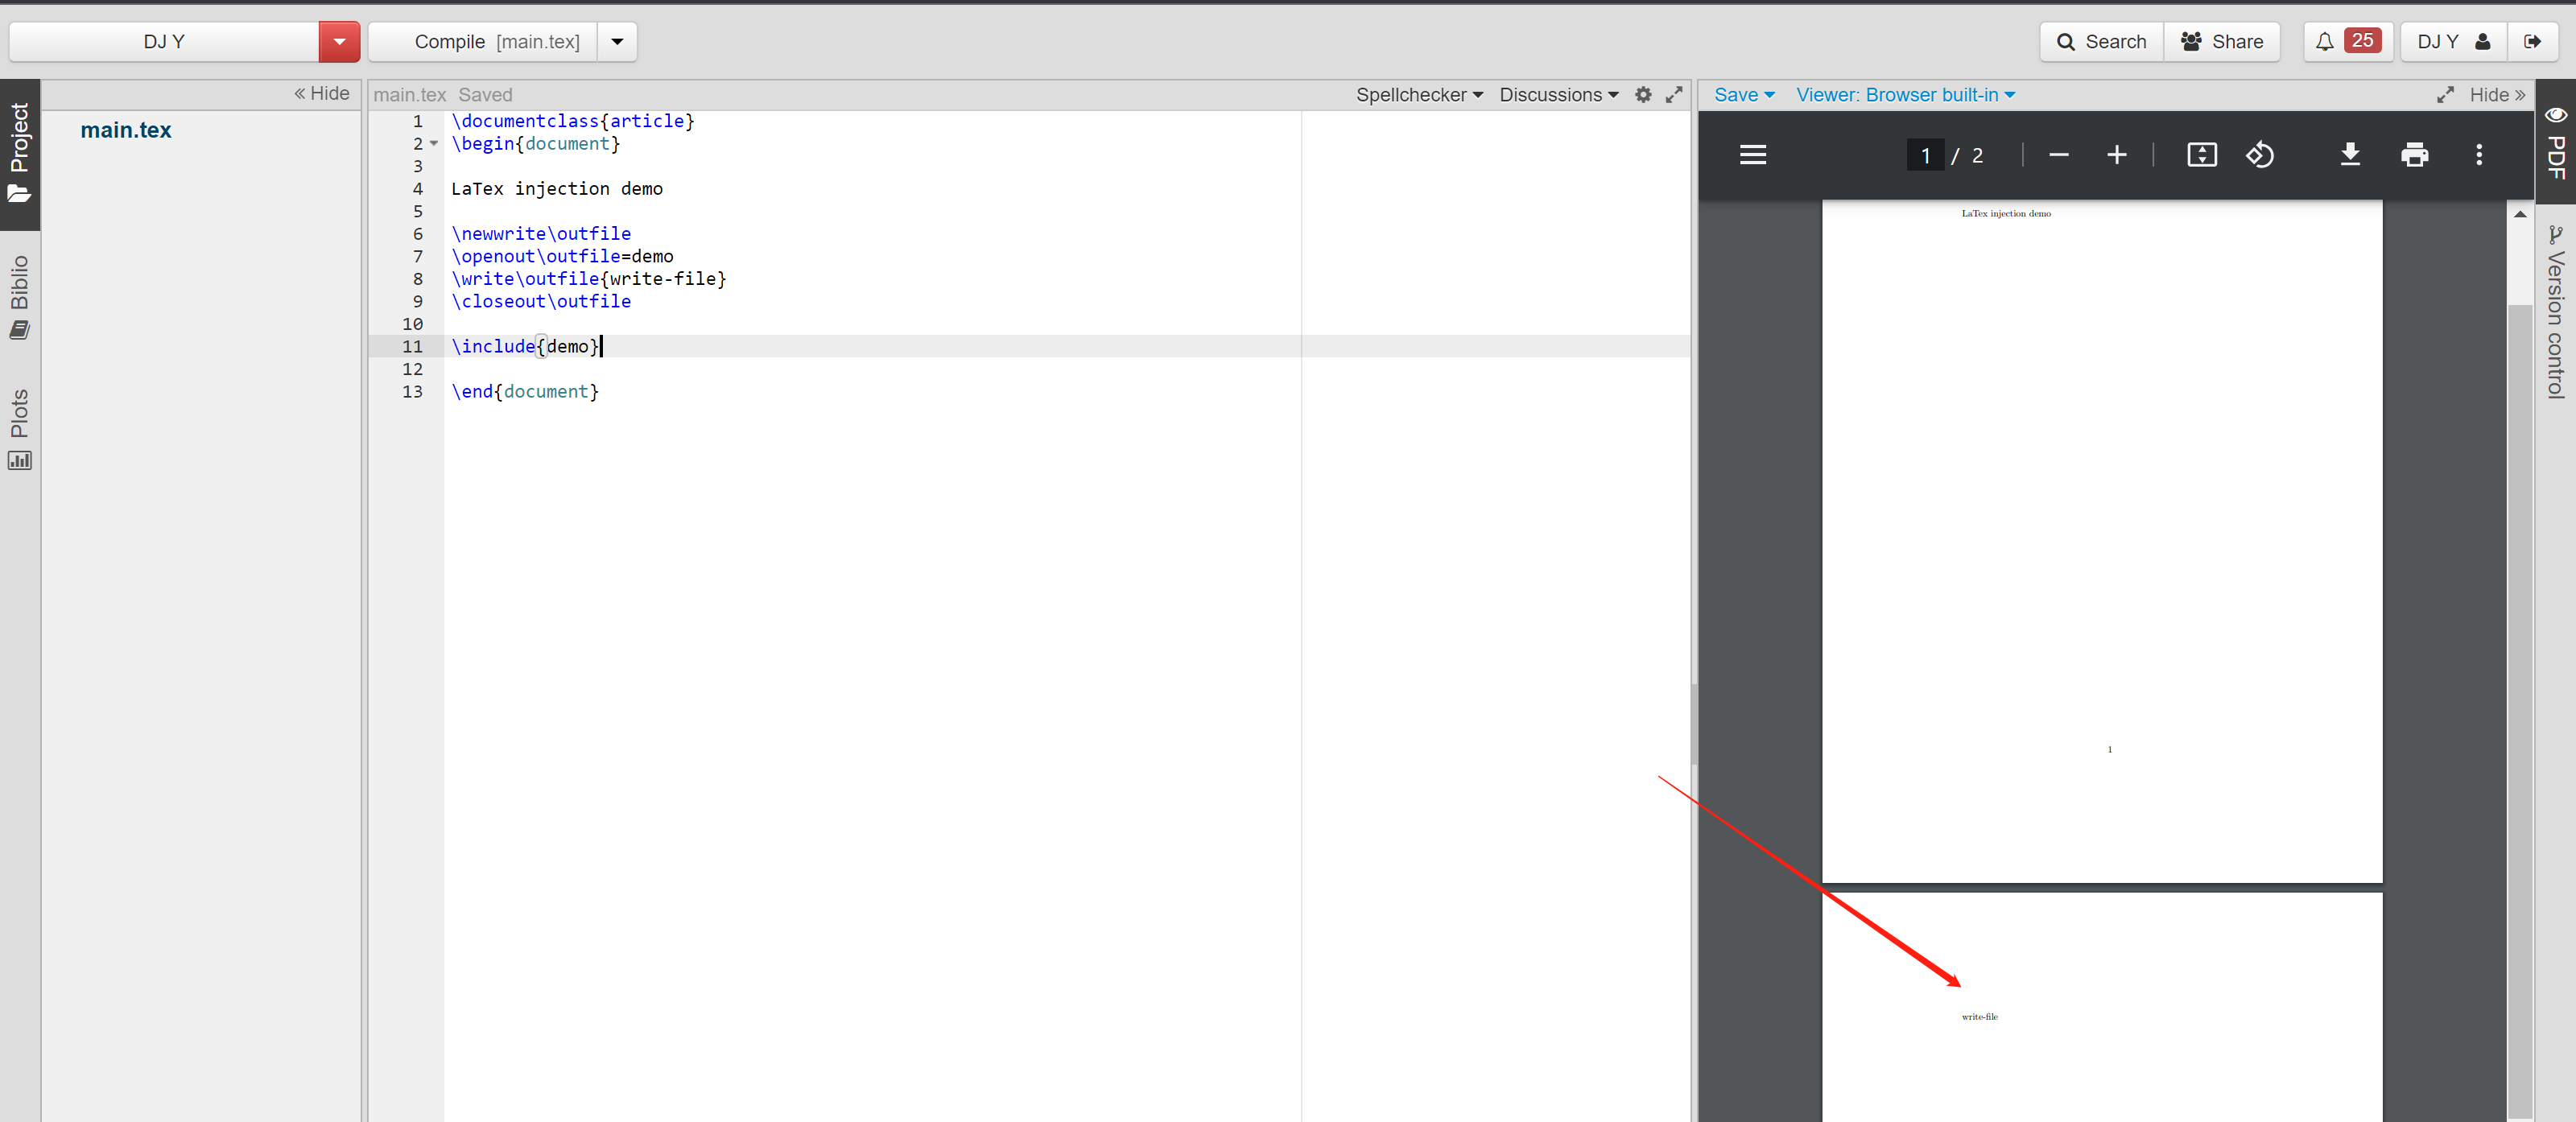 DJ Y
Compile [main.tex]
Search
Share
25
DJ Y
Project
Biblio
Plots
« Hide
main.tex
main.tex Saved
Spellchecker
Discussions
1 \documentclass{article}
2 \begin{document}
3
4 LaTex injection demo
5
6 \newwrite\outfile
7 \openout\outfile=demo
8 \write\outfile{write-file}
9 \closeout\outfile
10
11 \include{demo}
12
13 \end{document}
Save
Viewer: Browser built-in
Hide »
1 / 2
LaTex injection demo
1
write-file
PDF
Version control